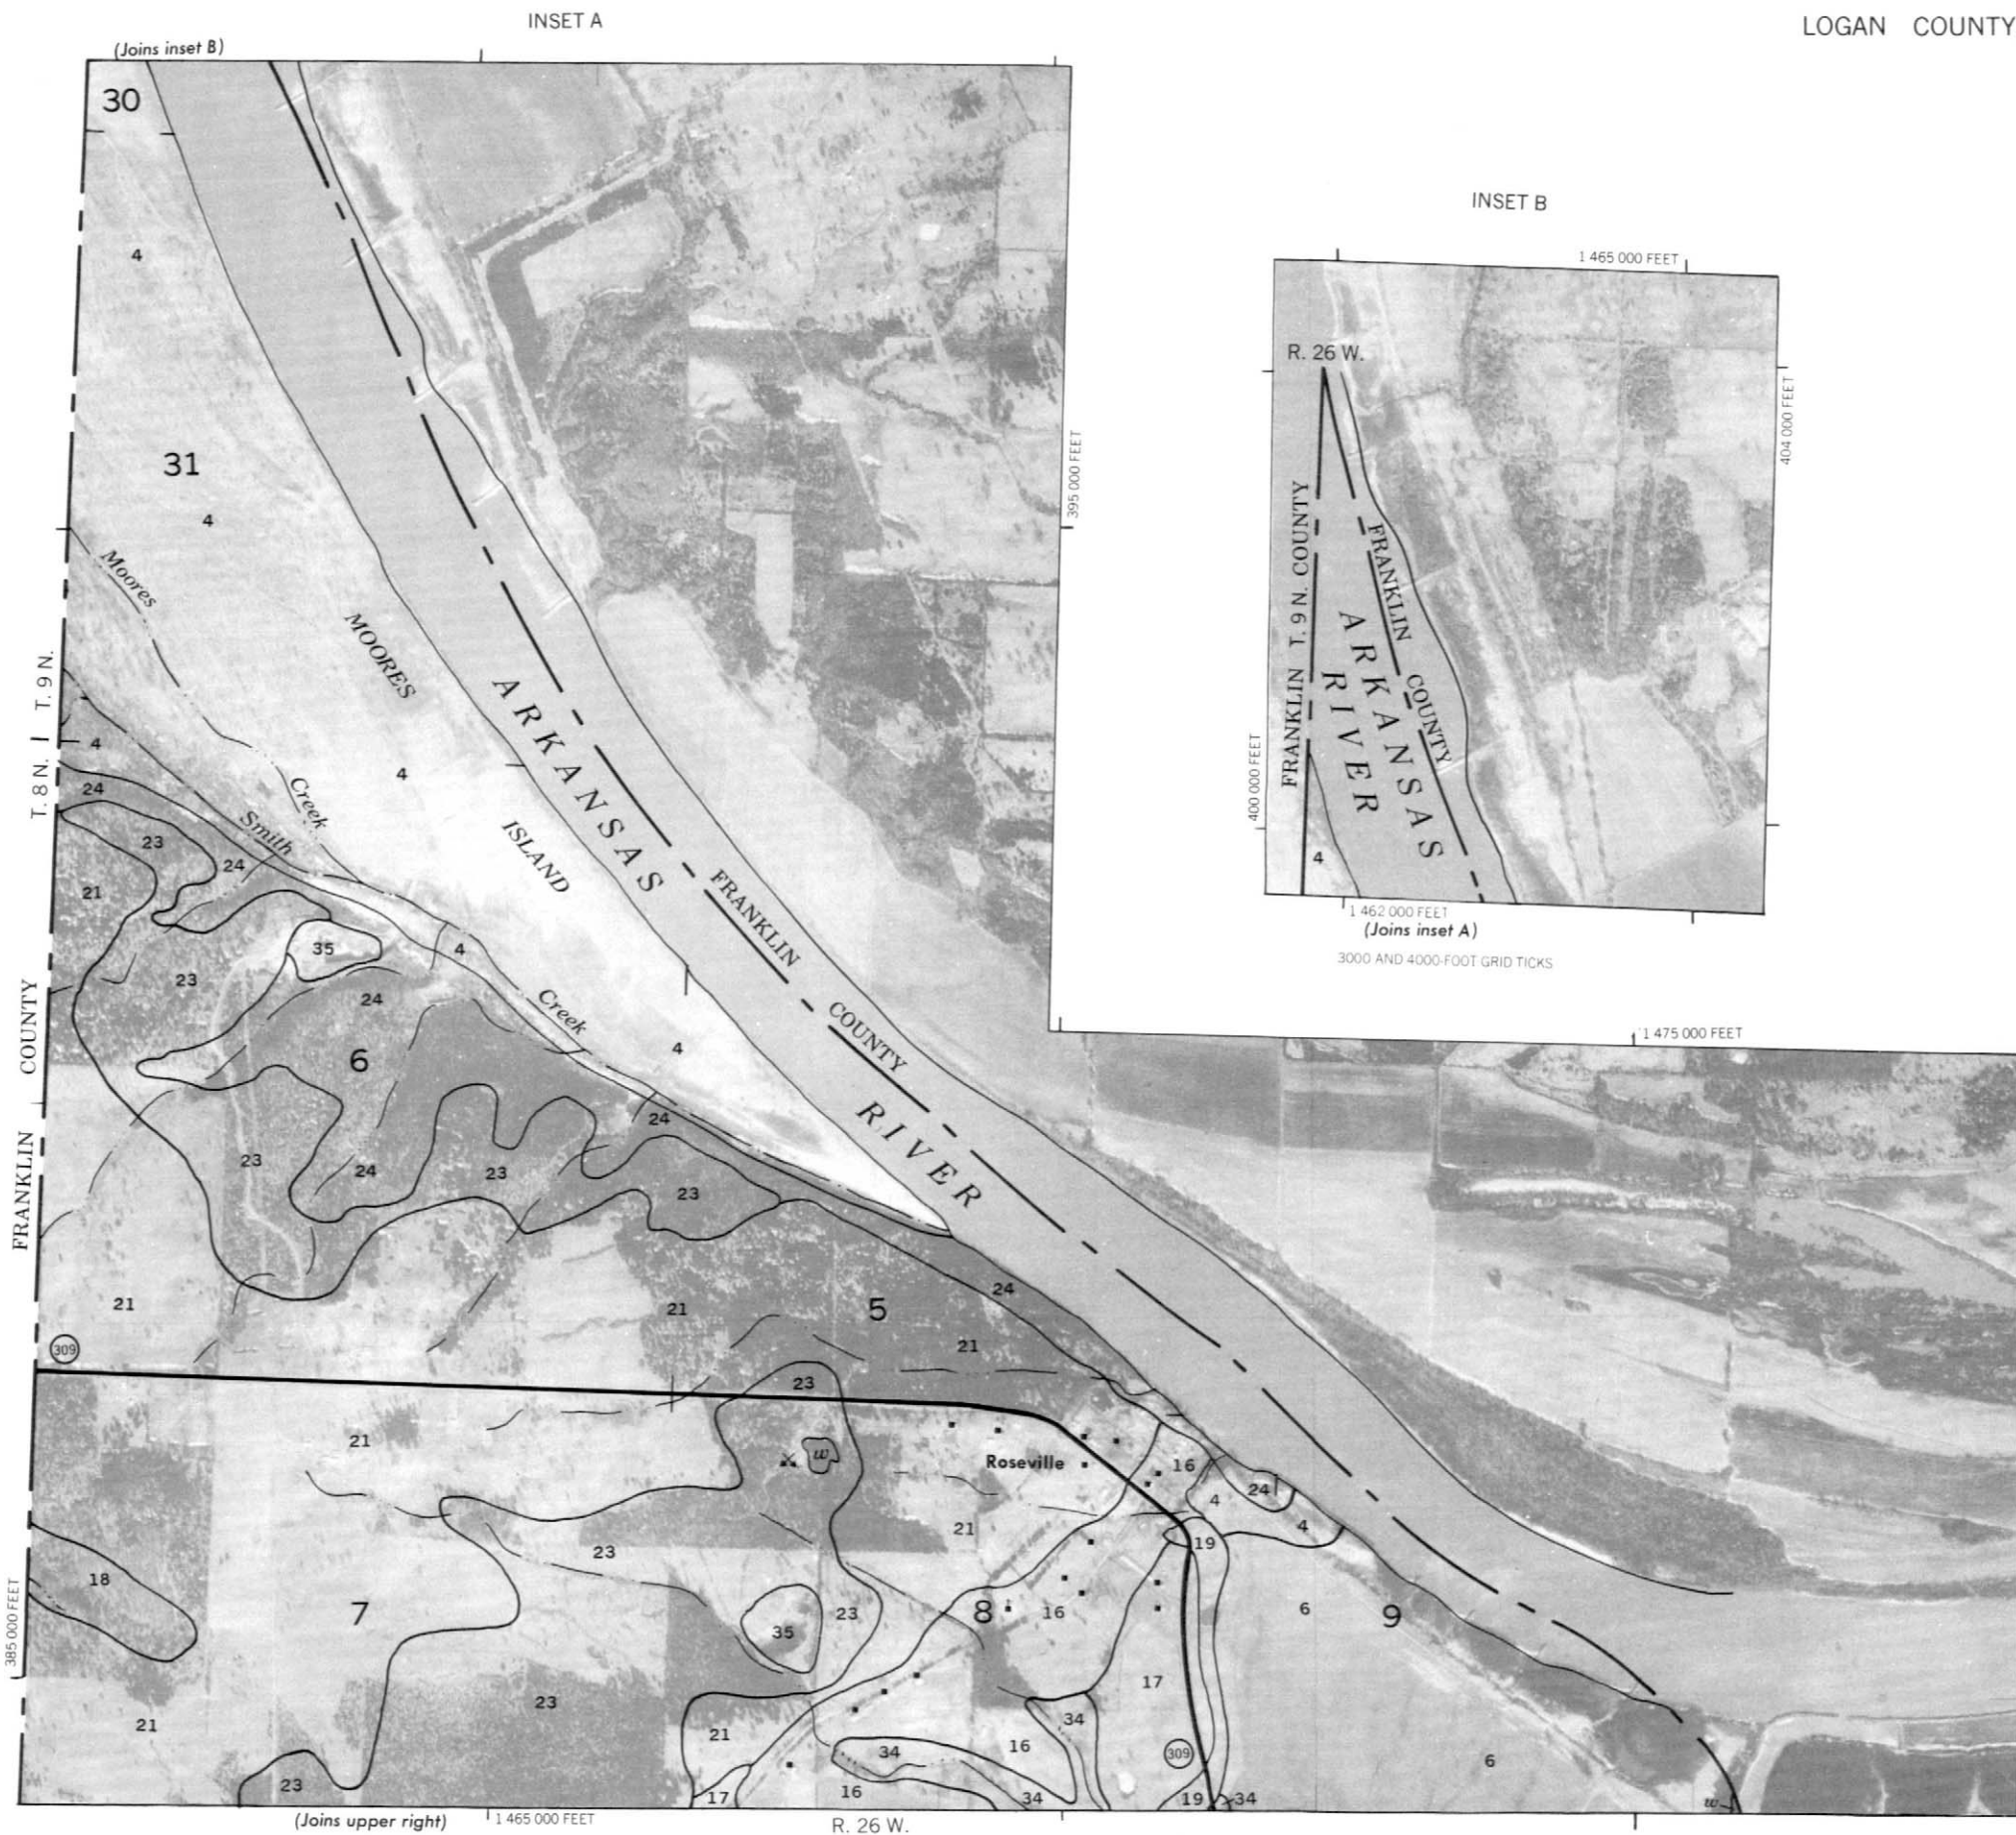 INSET A
LOGAN COUNTY
(Joins inset B)
30
4
INSET B
1 465 000 FEET
R. 26 W.
404 000 FEET
395 000 FEET
31
4
FRANKLIN T. 9 N. COUNTY
FRANKLIN COUNTY
ARKANSAS
RIVER
400 000 FEET
4
1 462 000 FEET
(Joins inset A)
3000 AND 4000-FOOT GRID TICKS
Moores
Creek
MOORES
ISLAND
T. 8 N. | T. 9 N.
4
4
24
23
24
21
Smith
Creek
ARKANSAS
RIVER
FRANKLIN
COUNTY
35
4
23
24
4
6
1 475 000 FEET
FRANKLIN COUNTY
24
23
24
23
23
24
21
21
5
21
309
23
21
w
Roseville
16
24
4
4
21
23
19
18
7
23
8
16
6
9
35
385 000 FEET
17
23
21
21
34
34
16
309
6
23
17
16
34
19
34
w
(Joins upper right)
1 465 000 FEET
R. 26 W.